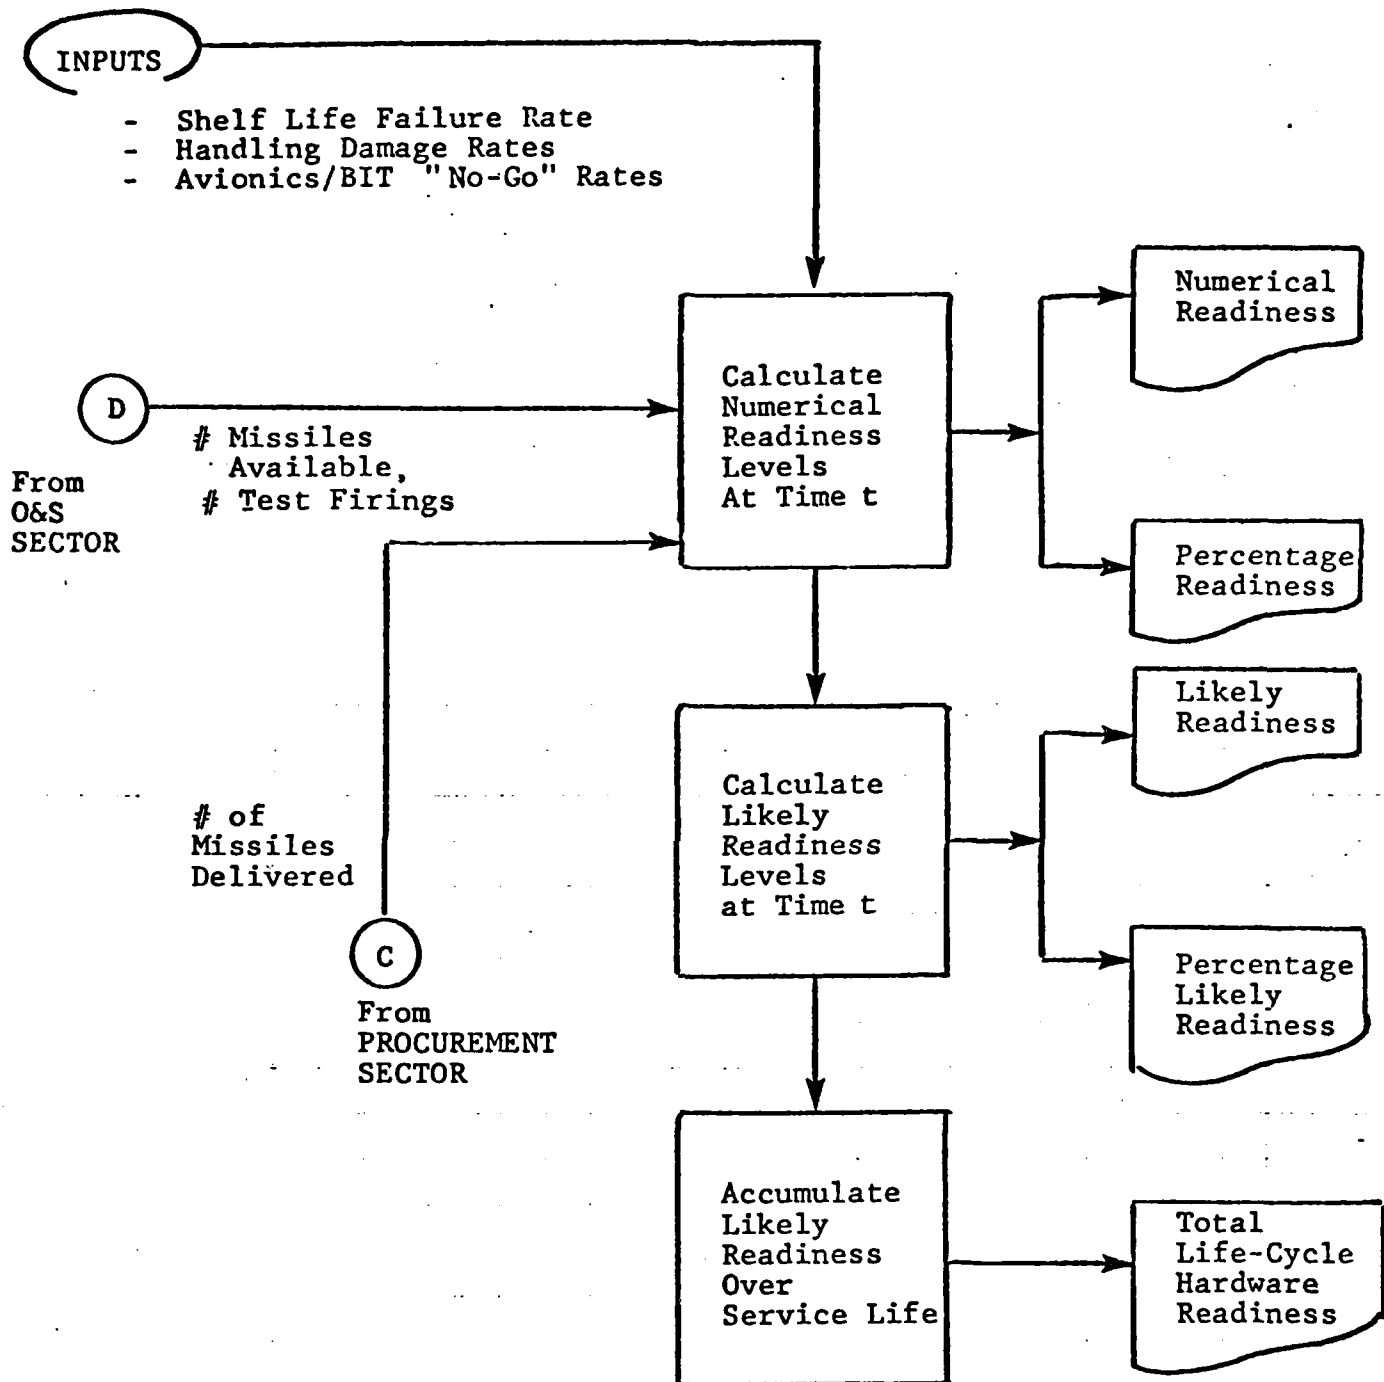 INPUTS
- Shelf Life Failure Rate
- Handling Damage Rates
- Avionics/BIT "No-Go" Rates
Numerical
Readiness
Calculate
Numerical
Readiness
Levels
At Time t
D
# Missiles
Available,
# Test Firings
From
O&S
SECTOR
Percentage
Readiness
Likely
Readiness
Calculate
Likely
Readiness
Levels
at Time t
# of
Missiles
Delivered
C
From
PROCUREMENT
SECTOR
Percentage
Likely
Readiness
Accumulate
Likely
Readiness
Over
Service Life
Total
Life-Cycle
Hardware
Readiness